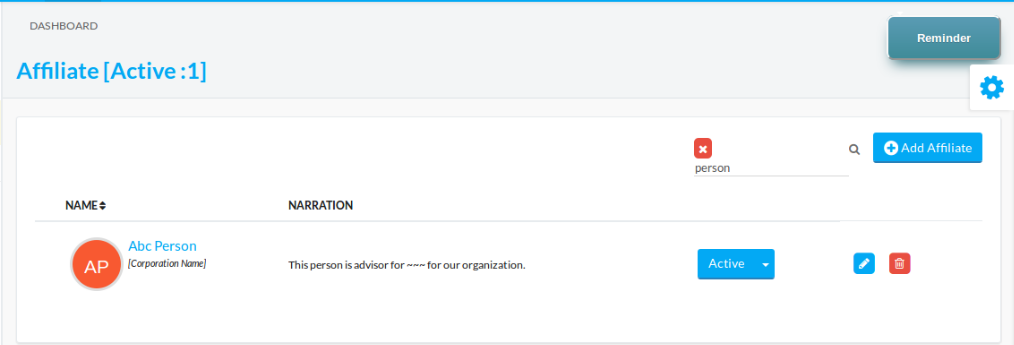 DASHBOARD
Reminder
Affiliate [Active :1]
Add Affiliate
person
NAME
NARRATION
AP
Abc Person
[Corporation Name]
This person is advisor for ~~~ for our organization.
Active